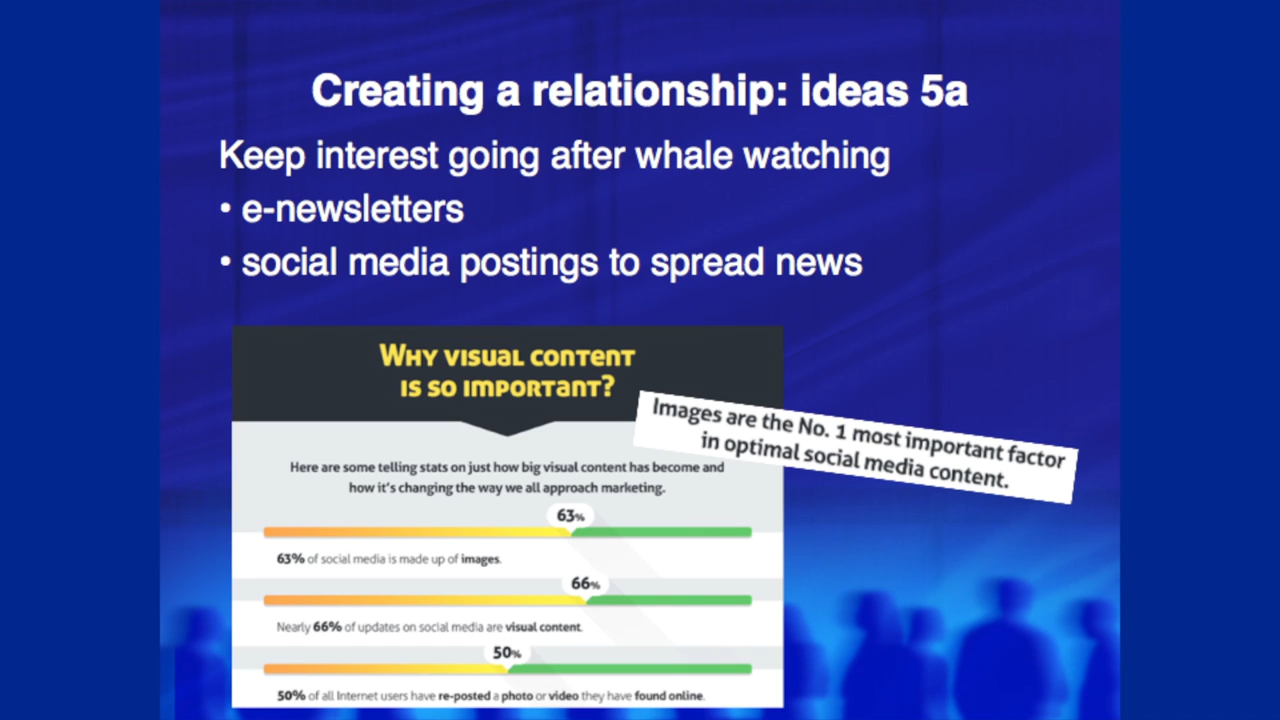 Creating a relationship: ideas 5a
Keep interest going after whale watching
• e-newsletters
• social media postings to spread news
WHY VISUAL CONTENT
IS SO IMPORTANT?
Images are the No. 1 most important factor
in optimal social media content.
Here are some telling stats on just how big visual content has become and
how it's changing the way we all approach marketing.
63%
63% of social media is made up of images.
66%
Nearly 66% of updates on social media are visual content.
50%
50% of all Internet users have re-posted a photo or video they have found online.